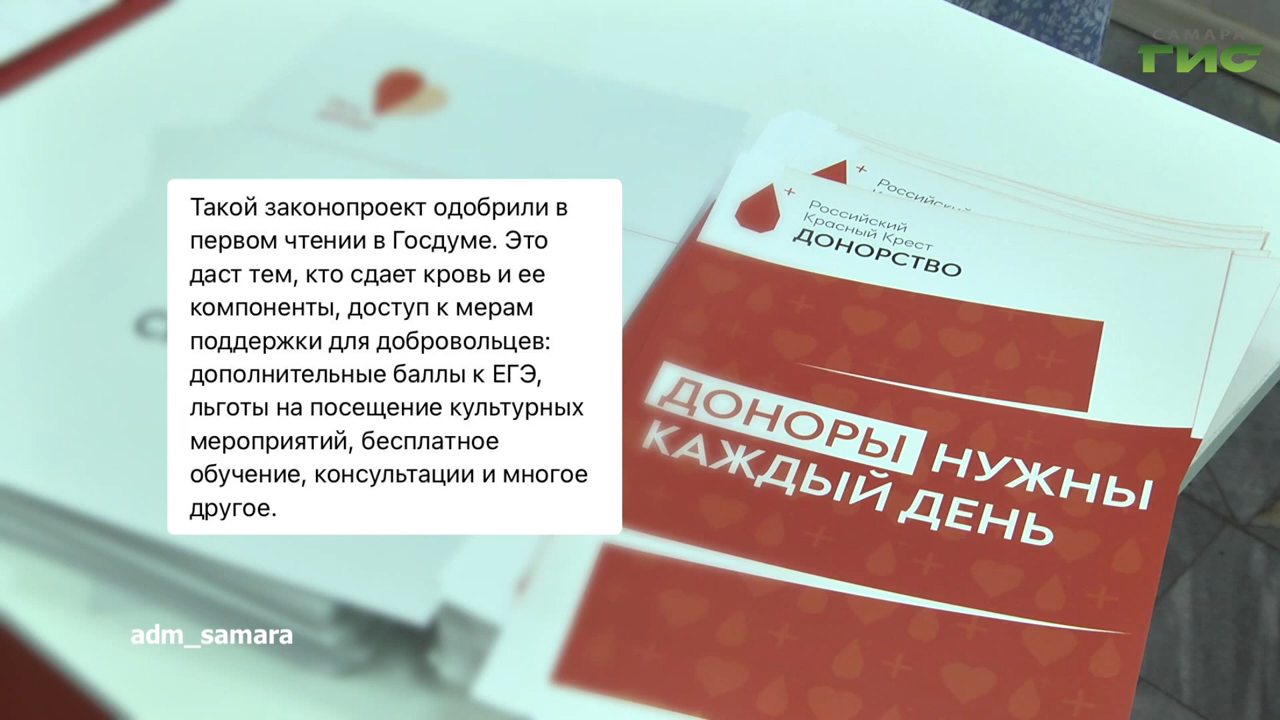 САМАРА
ГИС
Такой законопроект одобрили в
первом чтении в Госдуме. Это
даст тем, кто сдает кровь и ее
компоненты, доступ к мерам
поддержки для добровольцев:
дополнительные баллы к ЕГЭ,
льготы на посещение культурных
мероприятий, бесплатное
обучение, консультации и многое
другое.
Российский
Российский
Красный Крест
ДОНОРСТВО
ДОНОРЫ НУЖНЫ
КАЖДЫЙ ДЕНЬ
adm_samara